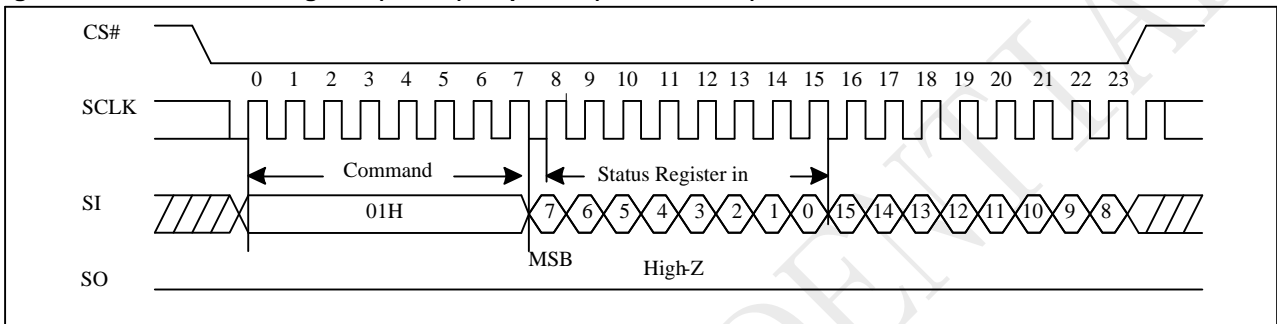 CS#
0 1 2 3 4 5 6 7 8 9 10 11 12 13 14 15 16 17 18 19 20 21 22 23
SCLK
Command Status Register in
SI 01H 7 6 5 4 3 2 1 0 15 14 13 12 11 10 9 8
MSB High-Z
SO